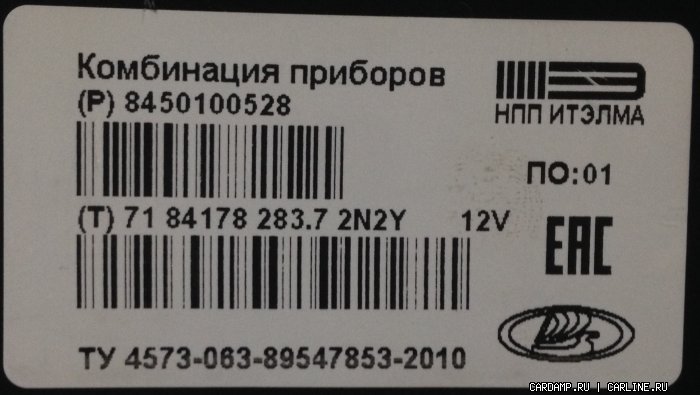 Комбинация приборов
(P) 8450100528
НПП ИТЭЛМА
ПО:01
(T) 71 84178 283.7 2N2Y 12V
EAC
ТУ 4573-063-89547853-2010
CARDAMP.RU | CARLINE.RU